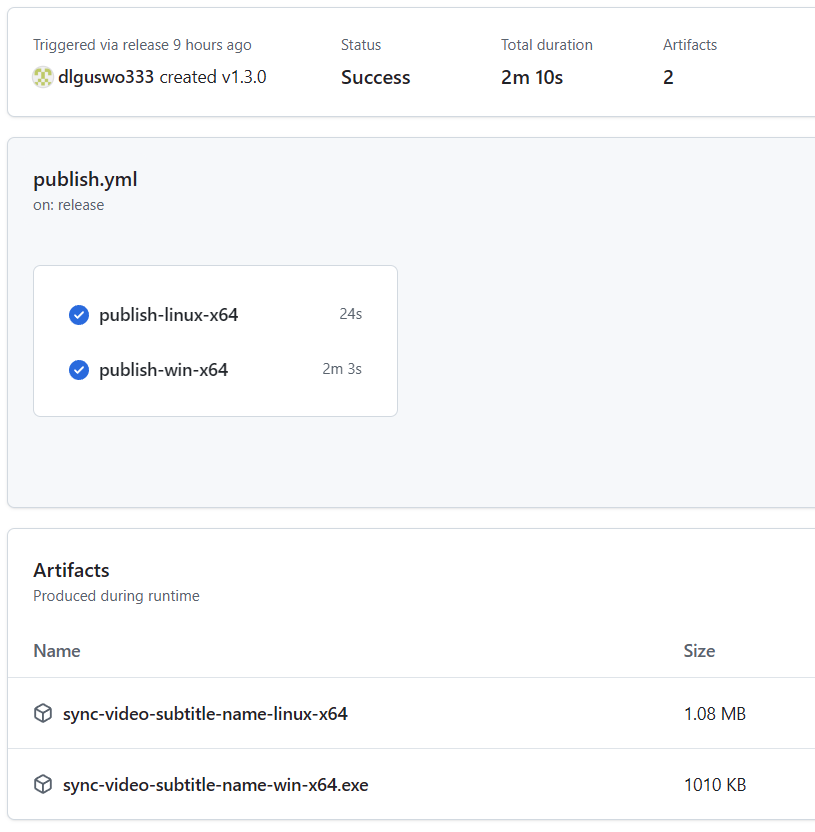 Triggered via release 9 hours ago
Status
Total duration
Artifacts
dlguswo333 created v1.3.0
Success
2m 10s
2
publish.yml
on: release
publish-linux-x64 24s
publish-win-x64 2m 3s
Artifacts
Produced during runtime
Name Size
sync-video-subtitle-name-linux-x64 1.08 MB
sync-video-subtitle-name-win-x64.exe 1010 KB